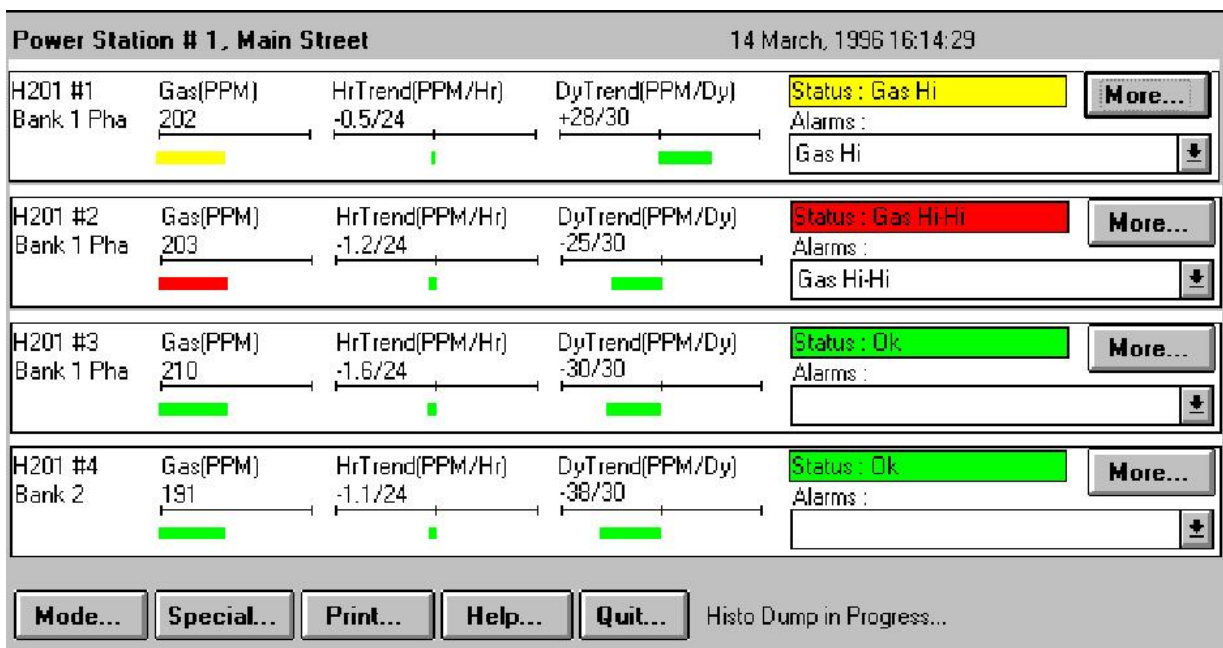 Power Station # 1, Main Street 14 March, 1996 16:14:29
H201 #1 Gas(PPM) HrTrend(PPM/Hr) DyTrend(PPM/Dy) Status : Gas Hi More...
Bank 1 Pha 202 -0.5/24 +28/30 Alarms :
Gas Hi
H201 #2 Gas(PPM) HrTrend(PPM/Hr) DyTrend(PPM/Dy) Status : Gas Hi-Hi More...
Bank 1 Pha 203 -1.2/24 -25/30 Alarms :
Gas Hi-Hi
H201 #3 Gas(PPM) HrTrend(PPM/Hr) DyTrend(PPM/Dy) Status : Ok More...
Bank 1 Pha 210 -1.6/24 -30/30 Alarms :
H201 #4 Gas(PPM) HrTrend(PPM/Hr) DyTrend(PPM/Dy) Status : Ok More...
Bank 2 191 -1.1/24 -38/30 Alarms :
Mode... Special... Print... Help... Quit... Histo Dump in Progress...